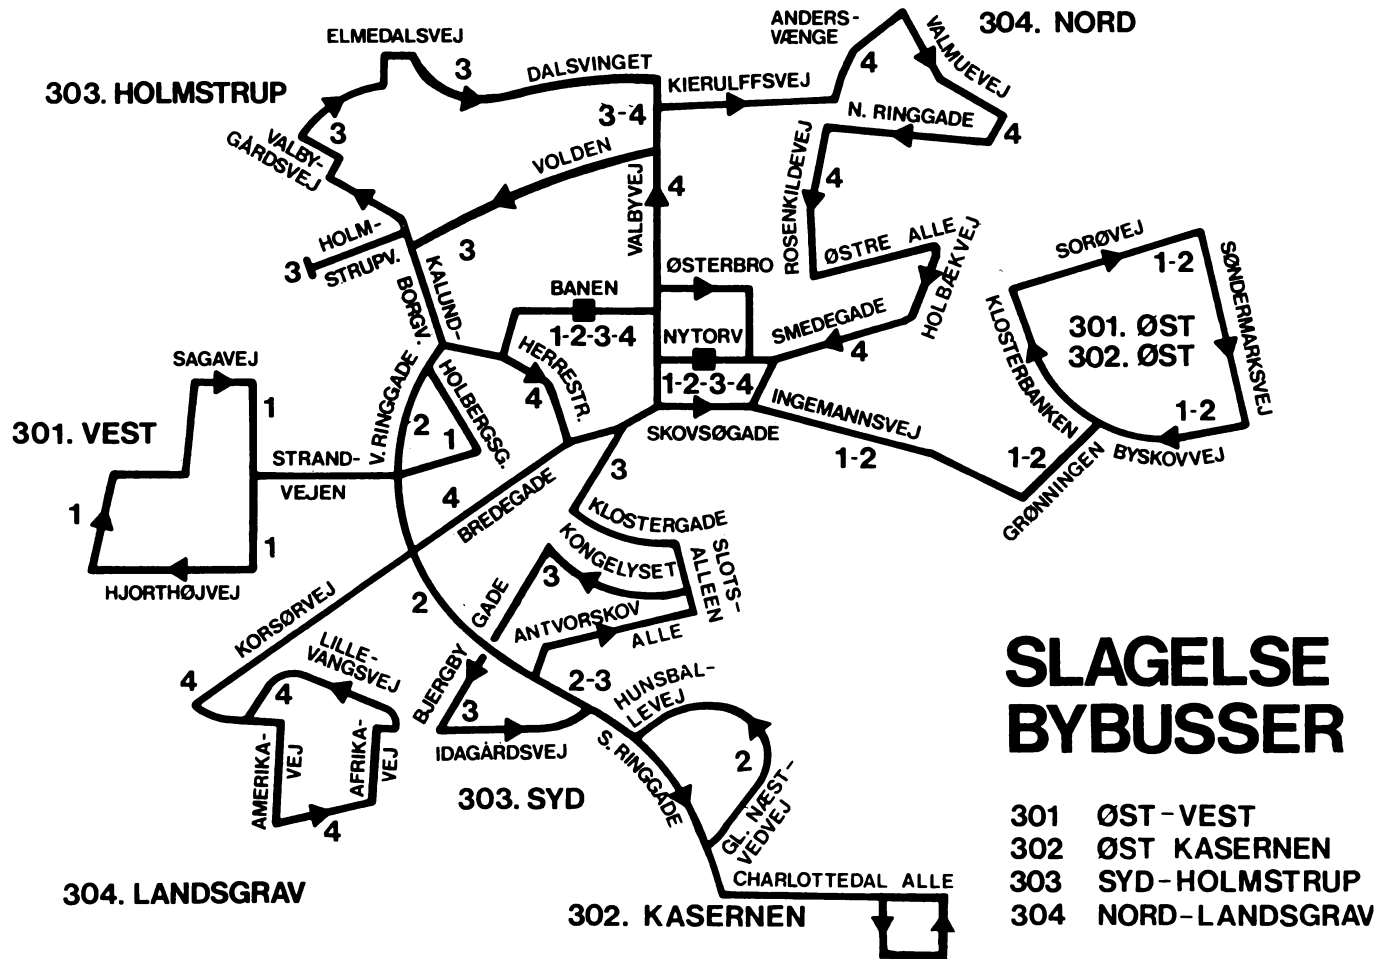 304. NORD
ANDERS-
VÆNGE
VALMUEVEJ
4
ELMEDALSVEJ
3
DALSVINGET
KIERULFFSVEJ
303. HOLMSTRUP
3-4
N. RINGGADE
4
3
VALBY-
GÅRDSVEJ
VOLDEN
VALBYVEJ
4
ROSENKILDEVEJ
4
HOLM-
STRUPV.
3
3
KALUND-
BORGV.
ØSTRE ALLE
HOLBÆKVEJ
SORØVEJ
1-2
SØNDERMARKSVEJ
ØSTERBRO
BANEN
1-2-3-4
NYTORV
1-2-3-4
SMEDEGADE
4
KLOSTERBANKEN
301. ØST
302. ØST
SAGAVEJ
1
V. RINGGADE
2
HOLBERGSG.
1
HERRESTR.
4
SKOVSØGADE
INGEMANNSVEJ
1-2
1-2
1-2
BYSKOVVEJ
GRØNNINGEN
301. VEST
STRAND-
VEJEN
1
1
HJORTHØJVEJ
4
BREDEGADE
3
KLOSTERGADE
KONGELYSET
SLOTS-
ALLEEN
3
ANTVORSKOV
ALLE
2
BJERGBY
GADE
KORSØRVEJ
4
LILLE-
VANGSVEJ
4
AMERIKA-
VEJ
AFRIKA-
VEJ
4
3
IDAGÅRDSVEJ
2-3
HUNSBAL-
LEVEJ
S. RINGGADE
2
GL. NÆST-
VEDVEJ
303. SYD
304. LANDSGRAV
CHARLOTTEDAL ALLE
302. KASERNEN
SLAGELSE
BYBUSSER
301 ØST-VEST
302 ØST KASERNEN
303 SYD-HOLMSTRUP
304 NORD-LANDSGRAV